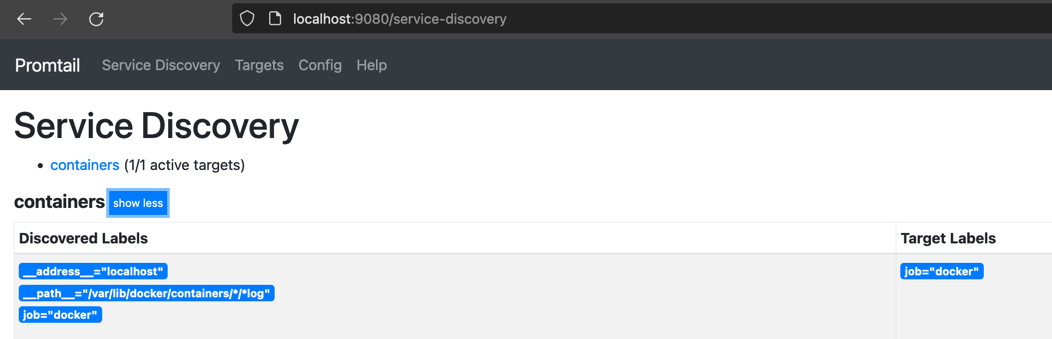 localhost:9080/service-discovery
Promtail Service Discovery Targets Config Help
Service Discovery
• containers (1/1 active targets)
containers show less
Discovered Labels Target Labels
__address__="localhost" job="docker"
__path__="/var/lib/docker/containers/*/*log"
job="docker"